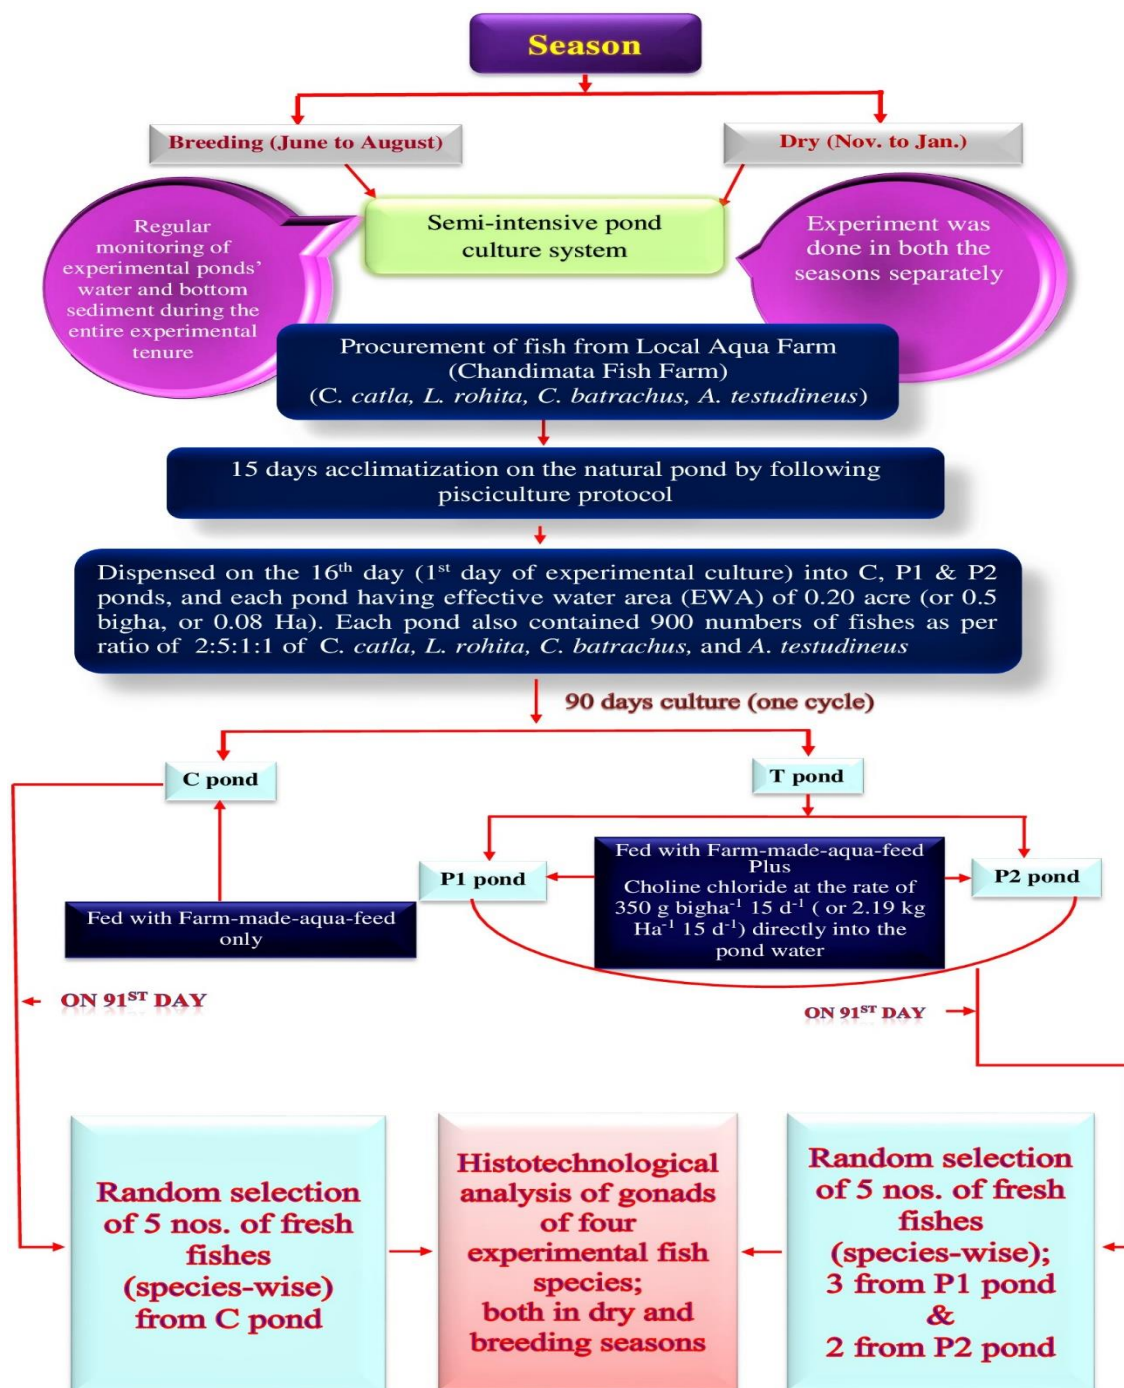 Season
Breeding (June to August)
Dry (Nov. to Jan.)
Regular
monitoring of
experimental ponds’
water and bottom
sediment during the
entire experimental
tenure
Semi-intensive pond
culture system
Experiment was
done in both the
seasons separately
Procurement of fish from Local Aqua Farm
(Chandimata Fish Farm)
(C. catla, L. rohita, C. batrachus, A. testudineus)
15 days acclimatization on the natural pond by following
pisciculture protocol
Dispensed on the 16th day (1st day of experimental culture) into C, P1 & P2
ponds, and each pond having effective water area (EWA) of 0.20 acre (or 0.5
bigha, or 0.08 Ha). Each pond also contained 900 numbers of fishes as per
ratio of 2:5:1:1 of C. catla, L. rohita, C. batrachus, and A. testudineus
90 days culture (one cycle)
C pond
T pond
Fed with Farm-made-aqua-feed
only
P1 pond
Fed with Farm-made-aqua-feed
Plus
Choline chloride at the rate of
350 g bigha-1 15 d-1 ( or 2.19 kg
Ha-1 15 d-1) directly into the
pond water
P2 pond
ON 91ST DAY
ON 91ST DAY
Random selection
of 5 nos. of fresh
fishes
(species-wise)
from C pond
Histotechnological
analysis of gonads
of four
experimental fish
species;
both in dry and
breeding seasons
Random selection
of 5 nos. of fresh
fishes
(species-wise);
3 from P1 pond
&
2 from P2 pond